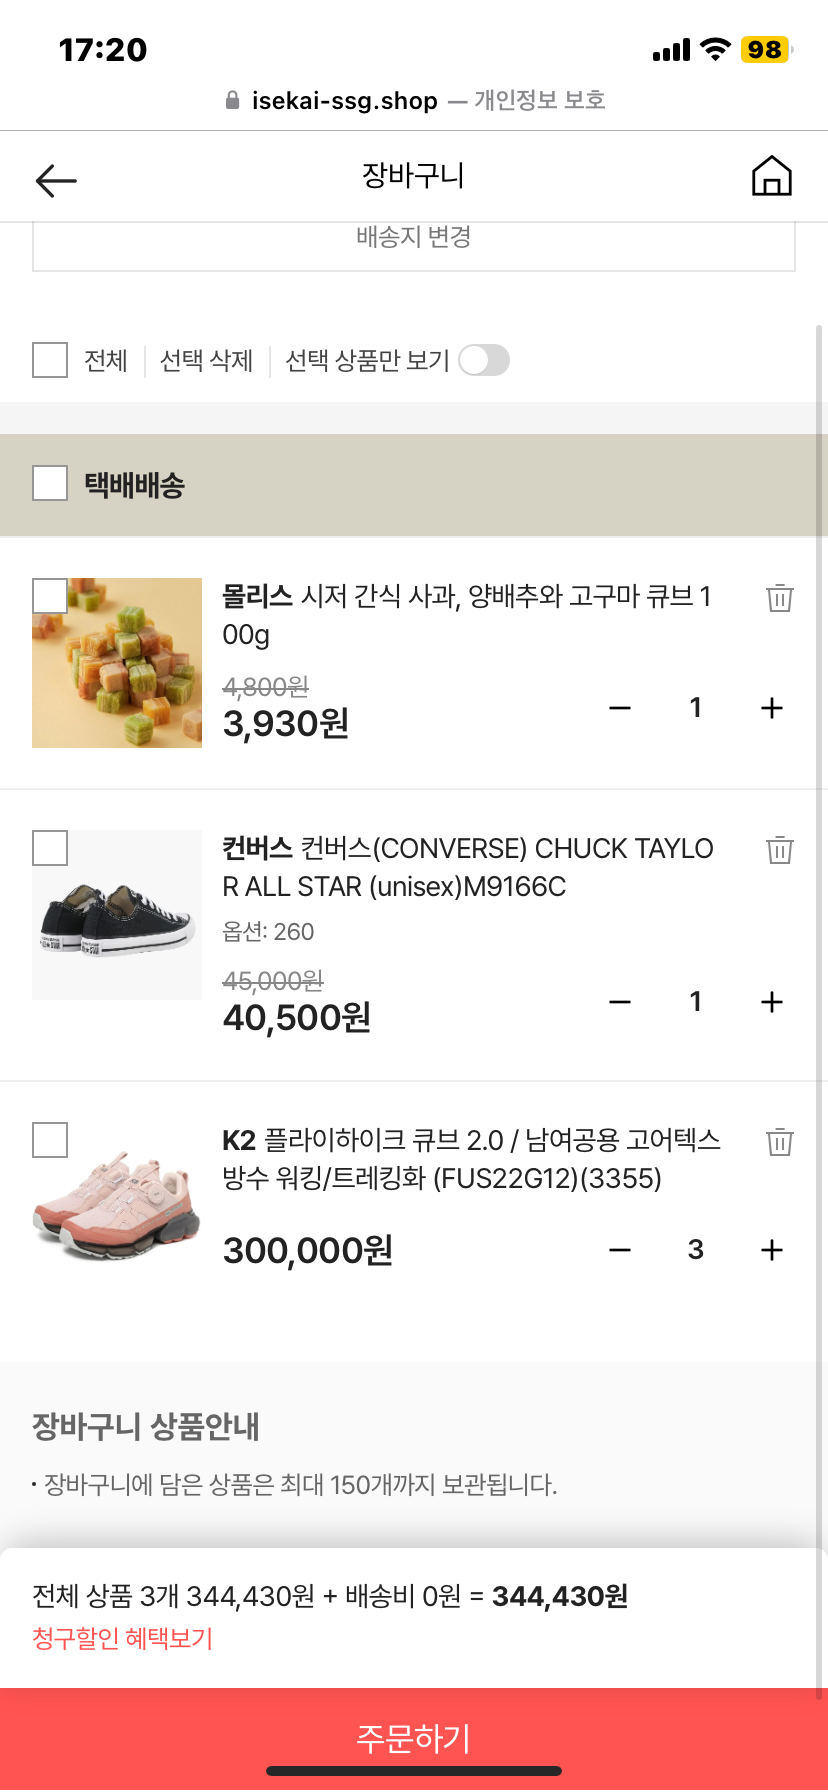 17:20
98
isekai-ssg.shop — 개인정보 보호
장바구니
배송지 변경
전체
선택 삭제
선택 상품만 보기
택배배송
몰리스 시저 간식 사과, 양배추와 고구마 큐브 1
00g
4,800원
3,930원
1
컨버스 컨버스(CONVERSE) CHUCK TAYLO
R ALL STAR (unisex)M9166C
옵션: 260
45,000원
40,500원
1
K2 플라이하이크 큐브 2.0 / 남여공용 고어텍스
방수 워킹/트레킹화 (FUS22G12)(3355)
300,000원
3
장바구니 상품안내
· 장바구니에 담은 상품은 최대 150개까지 보관됩니다.
전체 상품 3개 344,430원 + 배송비 0원 = 344,430원
청구할인 혜택보기
주문하기